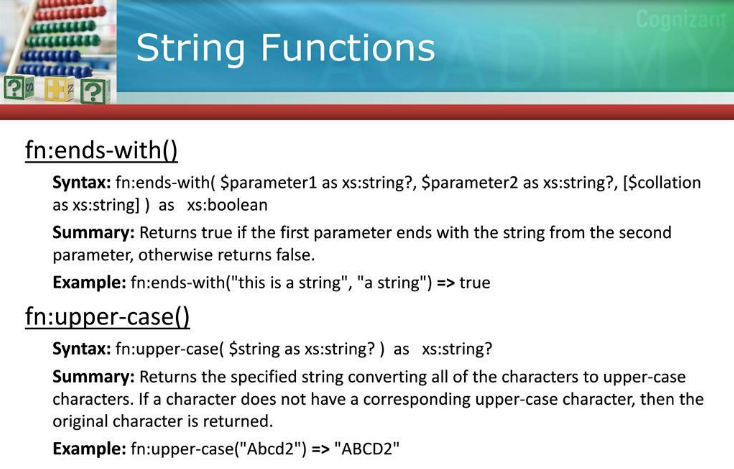 Cognizant
ACADEMY
String Functions
fn:ends-with()
Syntax: fn:ends-with( $parameter1 as xs:string?, $parameter2 as xs:string?, [$collation
as xs:string] ) as xs:boolean
Summary: Returns true if the first parameter ends with the string from the second
parameter, otherwise returns false.
Example: fn:ends-with("this is a string", "a string") => true
fn:upper-case()
Syntax: fn:upper-case( $string as xs:string? ) as xs:string?
Summary: Returns the specified string converting all of the characters to upper-case
characters. If a character does not have a corresponding upper-case character, then the
original character is returned.
Example: fn:upper-case("Abcd2") => "ABCD2"